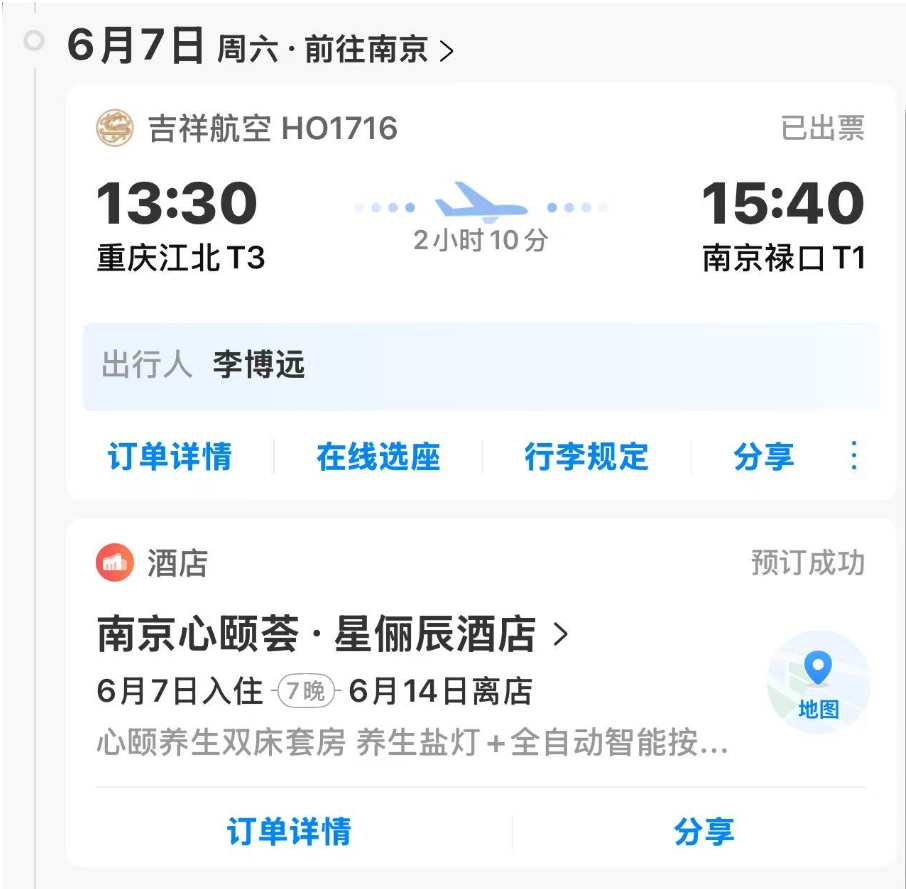 6月7日 周六·前往南京 >
吉祥航空 HO1716 已出票
13:30 15:40
2小时10分
重庆江北T3 南京禄口T1
出行人 李博远
订单详情 在线选座 行李规定 分享
酒店 预订成功
南京心颐荟·星俪辰酒店 >
6月7日入住 7晚 6月14日离店
地图
心颐养生双床套房 养生盐灯+全自动智能按...
订单详情 分享